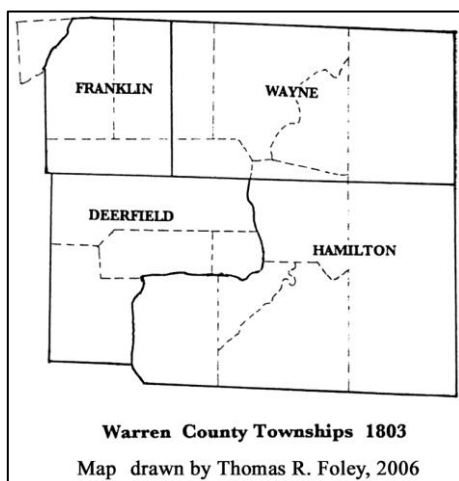 FRANKLIN
WAYNE
DEERFIELD
HAMILTON
Warren County Townships 1803
Map drawn by Thomas R. Foley, 2006